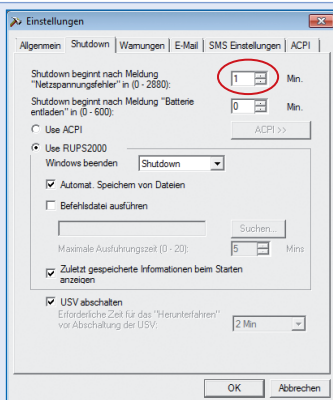 Einstellungen
Allgemein Shutdown Warnungen E-Mail SMS Einstellungen ACPI
Shutdown beginnt nach Meldung
"Netzspannungsfehler" in (0 - 2880): 1 Min.
Shutdown beginnt nach Meldung "Batterie
entladen" in (0 - 600): 0 Min.
Use ACPI ACPI >>
Use RUPS2000
Windows beenden Shutdown
Automat. Speichern von Dateien
Befehlsdatei ausführen
Suchen...
Maximale Ausfuhrungszeit (0 - 20): 5 Mins
Zuletzt gespeicherte Informationen beim Starten
anzeigen
USV abschalten
Erforderliche Zeit für das "Herunterfahren"
vor Abschaltung der USV: 2 Min
OK Abbrechen